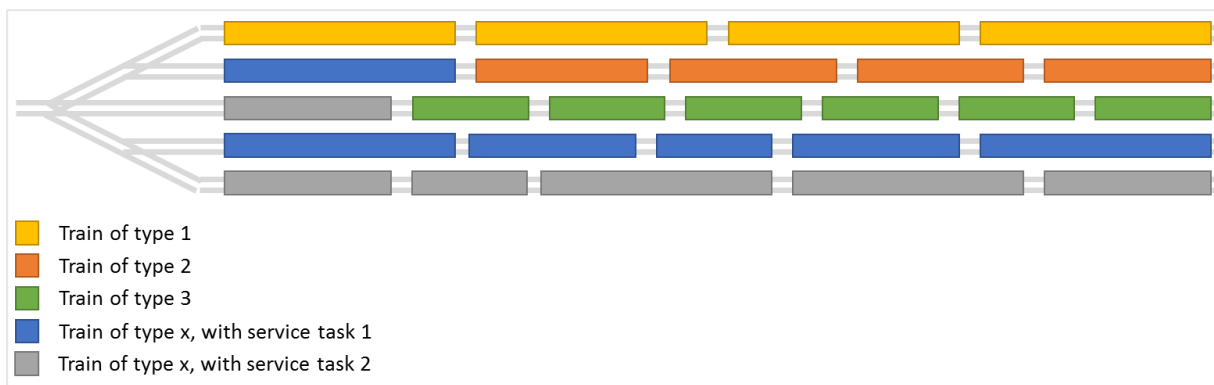 Train of type 1
Train of type 2
Train of type 3
Train of type x, with service task 1
Train of type x, with service task 2